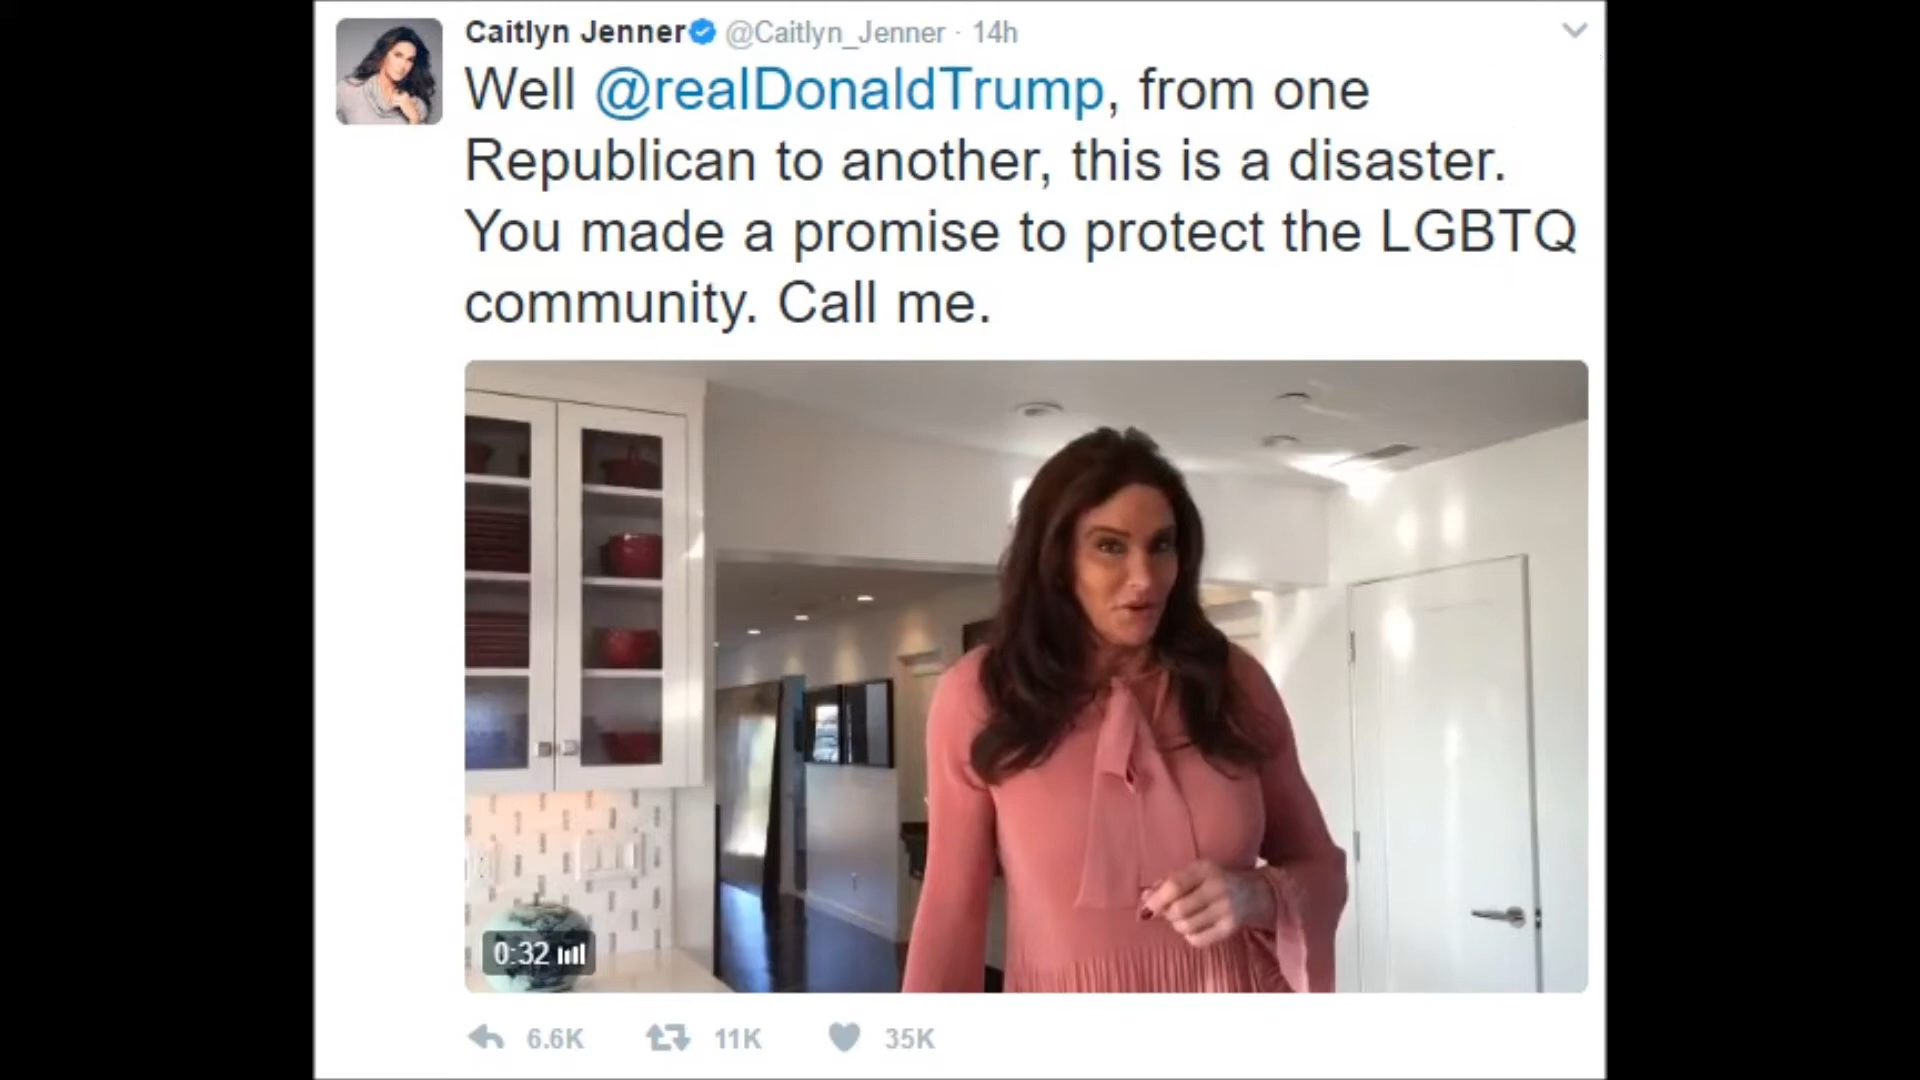 Caitlyn Jenner @Caitlyn_Jenner · 14h
Well @realDonaldTrump, from one
Republican to another, this is a disaster.
You made a promise to protect the LGBTQ
community. Call me.
0:32
6.6K 11K 35K